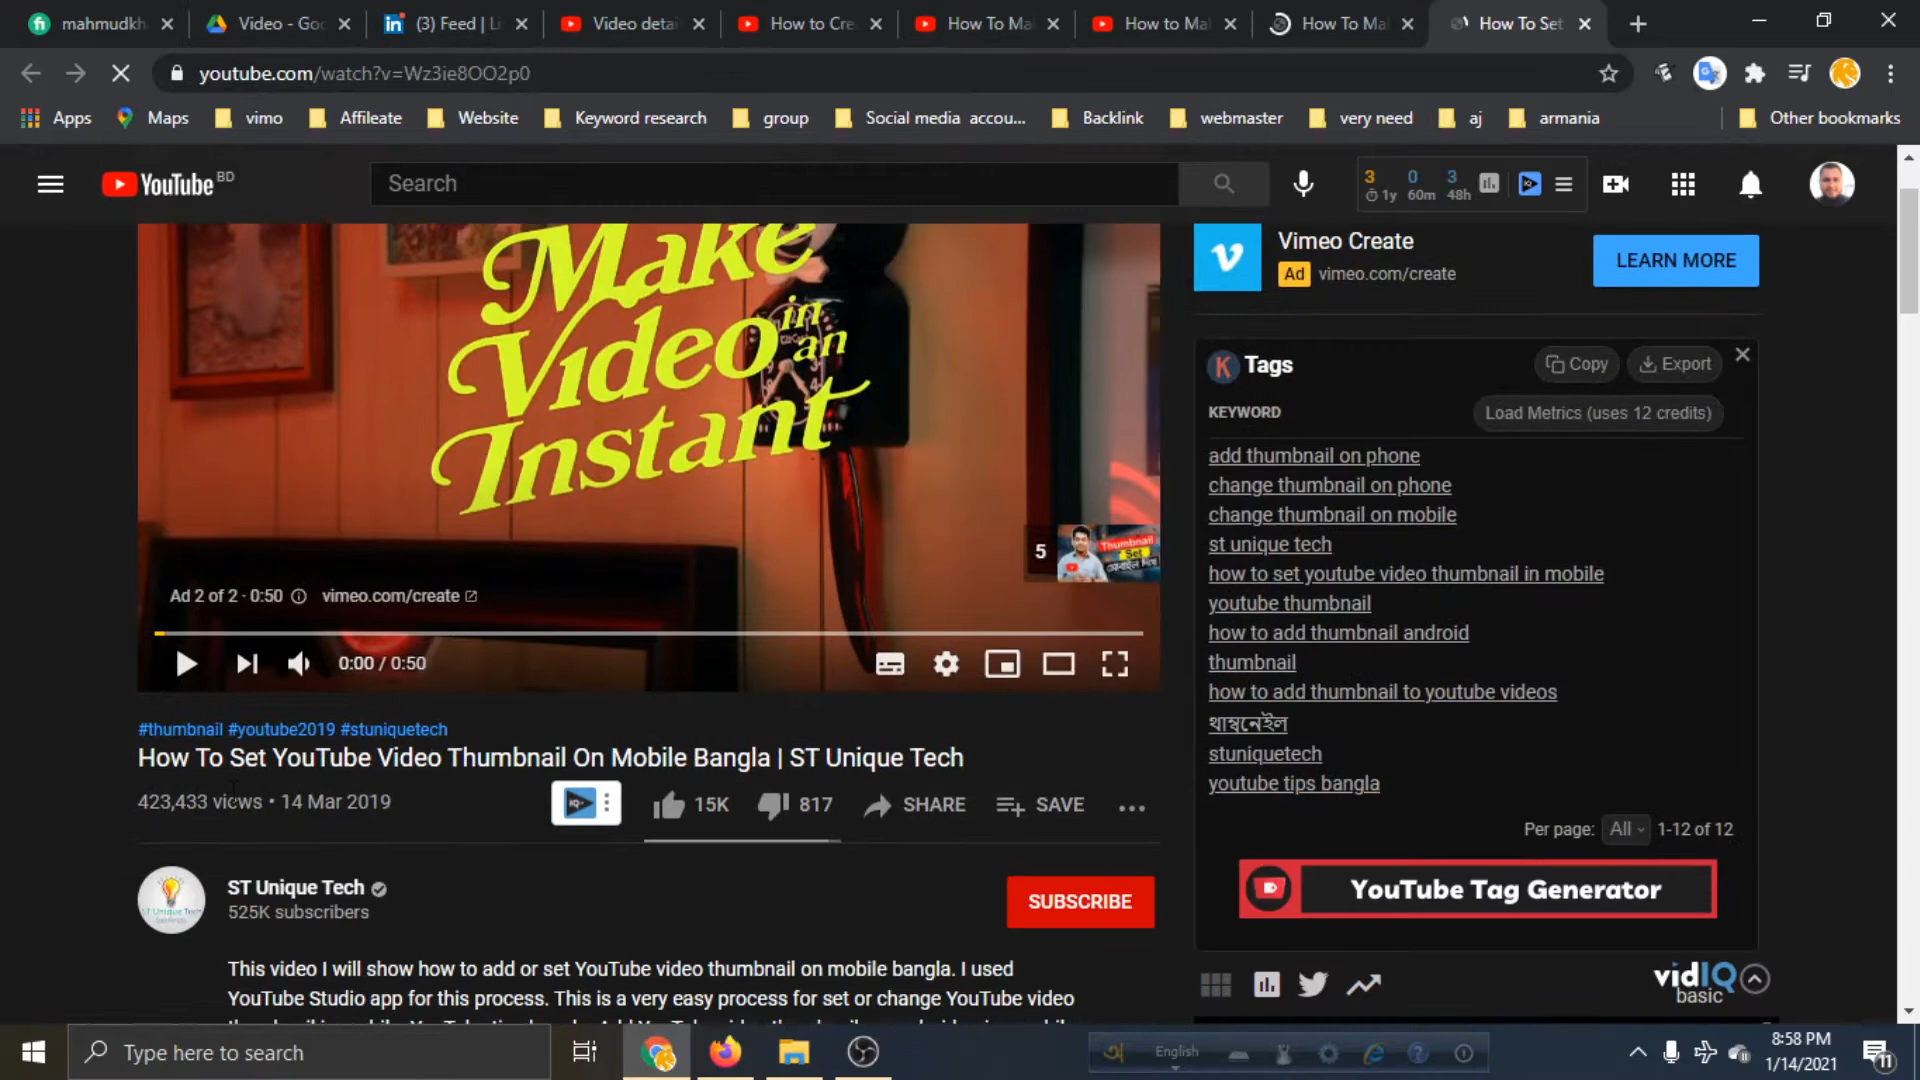 mahmudkh
Video - Goo
(3) Feed | Li
Video detai
How to Cre
How To Ma
How to Mal
How To Ma
How To Set
youtube.com/watch?v=Wz3ie8OO2p0
Apps
Maps
vimo
Affileate
Website
Keyword research
group
Social media accou...
Backlink
webmaster
very need
aj
armania
Other bookmarks
YouTube BD
Search
3 0 3
1y 60m 48h
Make
Video in an
Instant
5
Thumbnail
Set
Ad 2 of 2 · 0:50
vimeo.com/create
0:00 / 0:50
Vimeo Create
Ad vimeo.com/create
LEARN MORE
K Tags
Copy
Export
KEYWORD
Load Metrics (uses 12 credits)
add thumbnail on phone
change thumbnail on phone
change thumbnail on mobile
st unique tech
how to set youtube video thumbnail in mobile
youtube thumbnail
how to add thumbnail android
thumbnail
how to add thumbnail to youtube videos
থাম্বনেইল
stuniquetech
youtube tips bangla
Per page: All 1-12 of 12
YouTube Tag Generator
vidIQ
basic
#thumbnail #youtube2019 #stuniquetech
How To Set YouTube Video Thumbnail On Mobile Bangla | ST Unique Tech
423,433 views • 14 Mar 2019
IQ
15K
817
SHARE
SAVE
ST Unique Tech
525K subscribers
SUBSCRIBE
This video I will show how to add or set YouTube video thumbnail on mobile bangla. I used
YouTube Studio app for this process. This is a very easy process for set or change YouTube video
Type here to search
অ
English
8:58 PM
1/14/2021
11